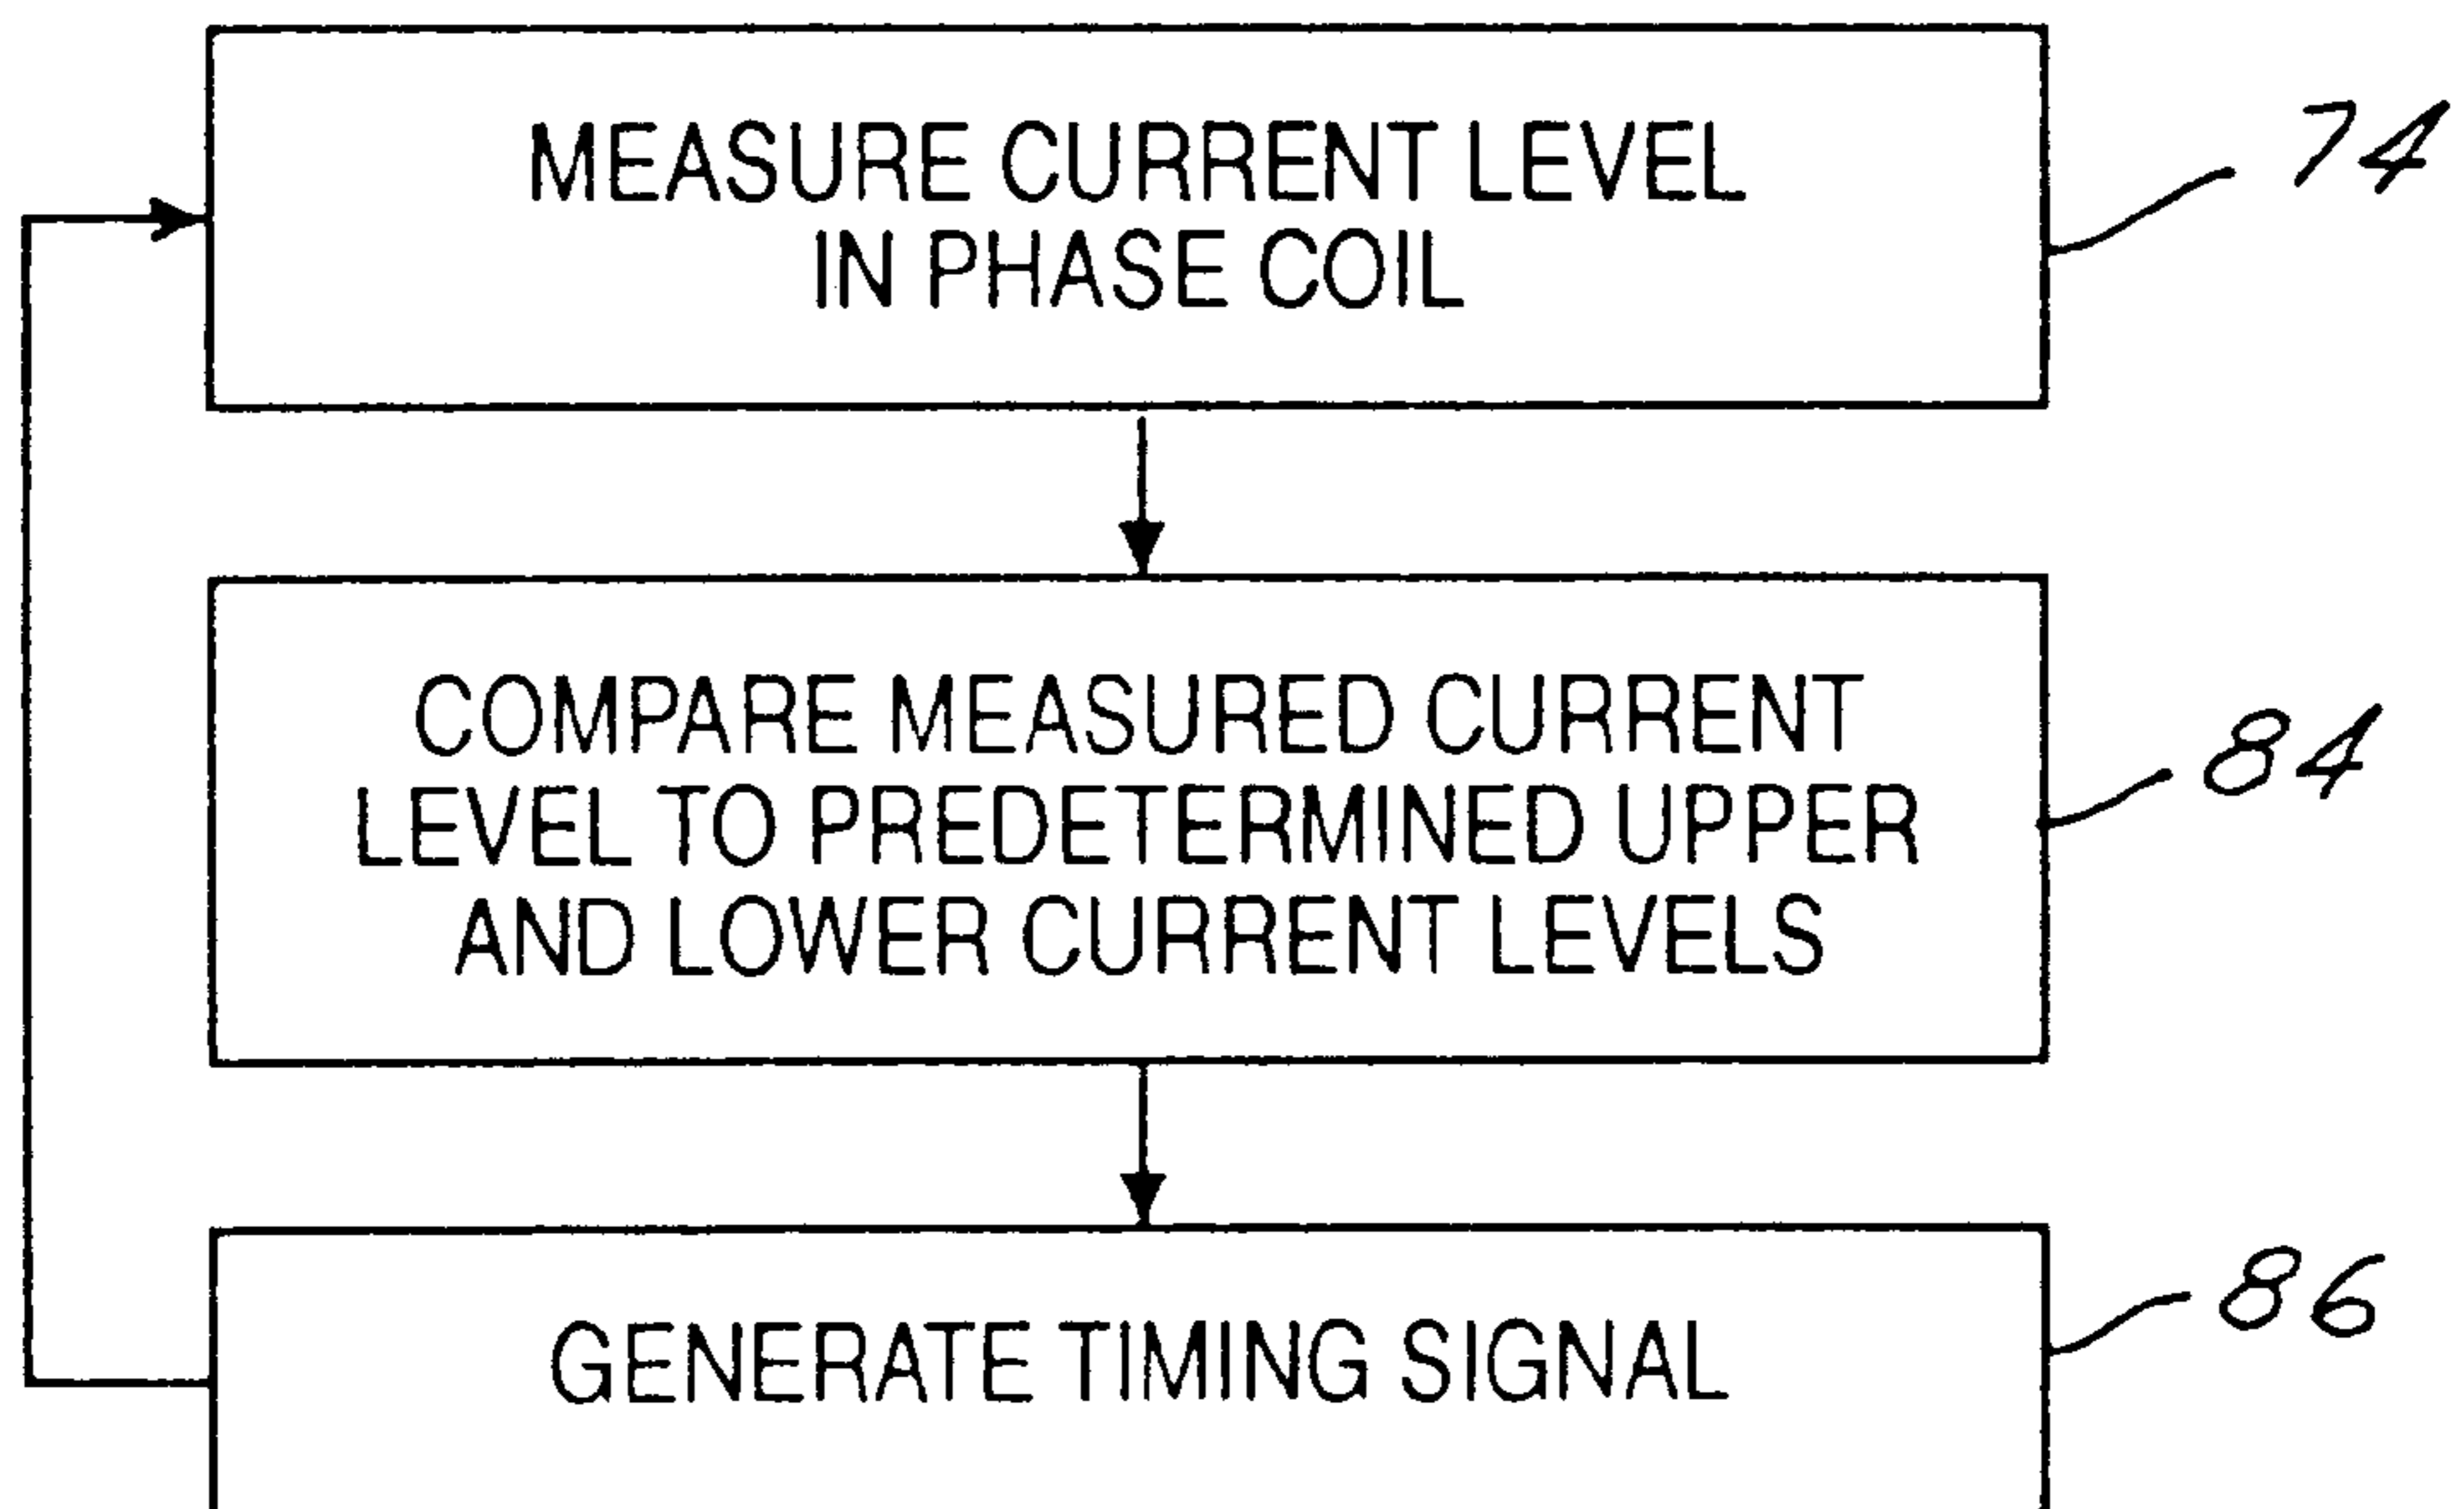 MEASURE CURRENT LEVEL
IN PHASE COIL
74
COMPARE MEASURED CURRENT
LEVEL TO PREDETERMINED UPPER
AND LOWER CURRENT LEVELS
84
GENERATE TIMING SIGNAL
86